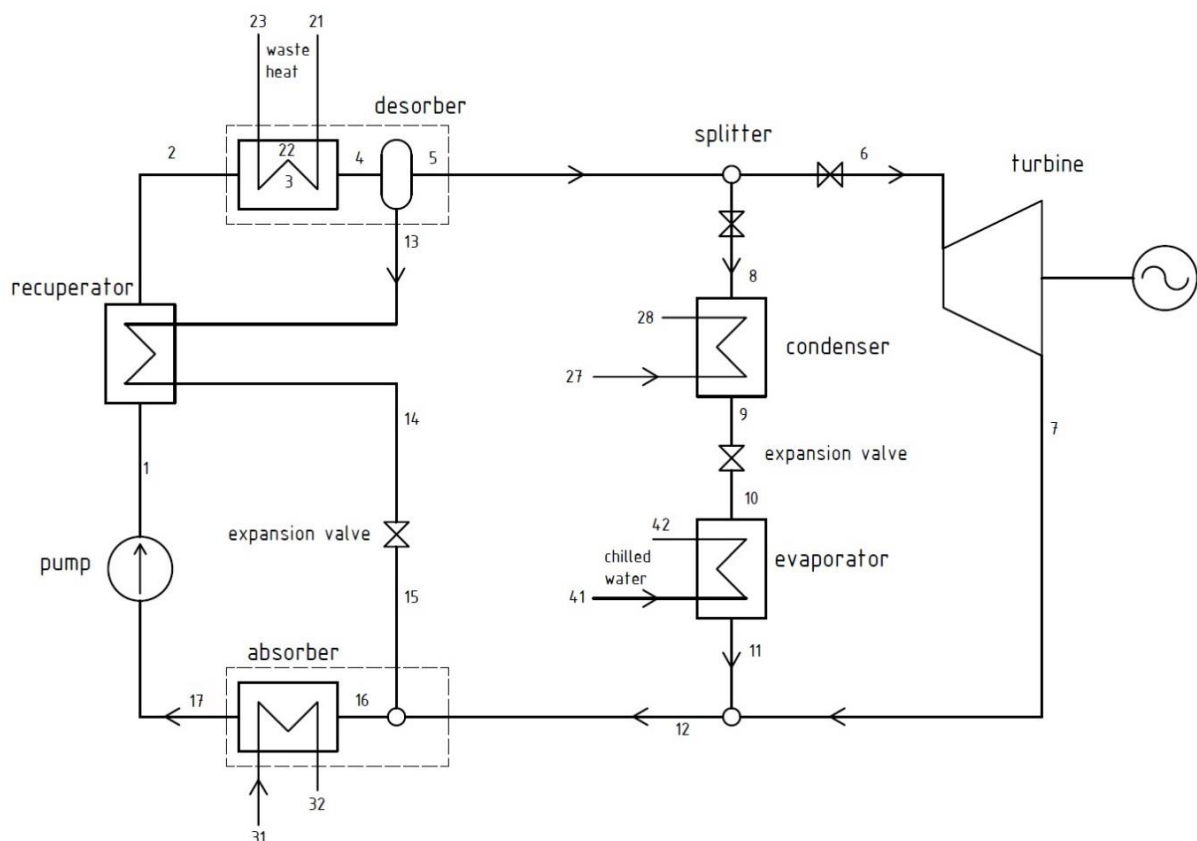 23 21
waste
heat
desorber
splitter
2 22 4 5 6
3
turbine
13
8
recuperator
28
condenser
27
9
14
7
1
expansion valve
10
expansion valve
42
pump
chilled
water
evaporator
41
15
absorber
11
17 16
12
32
31